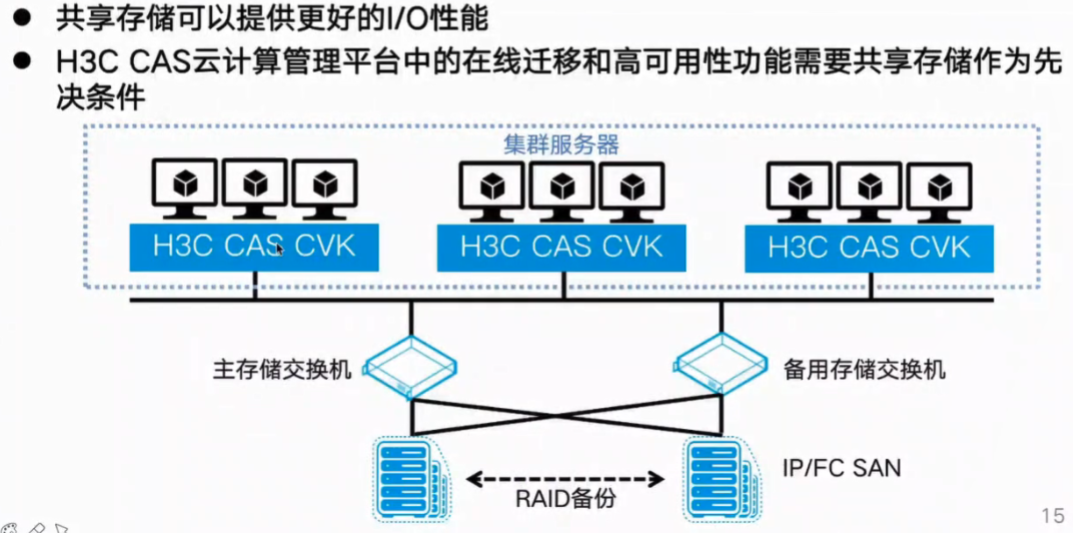 共享存储可以提供更好的I/O性能
H3C CAS云计算管理平台中的在线迁移和高可用性功能需要共享存储作为先
决条件
集群服务器
H3C CAS CVK
H3C CAS CVK
H3C CAS CVK
主存储交换机
备用存储交换机
IP/FC SAN
RAID备份
15